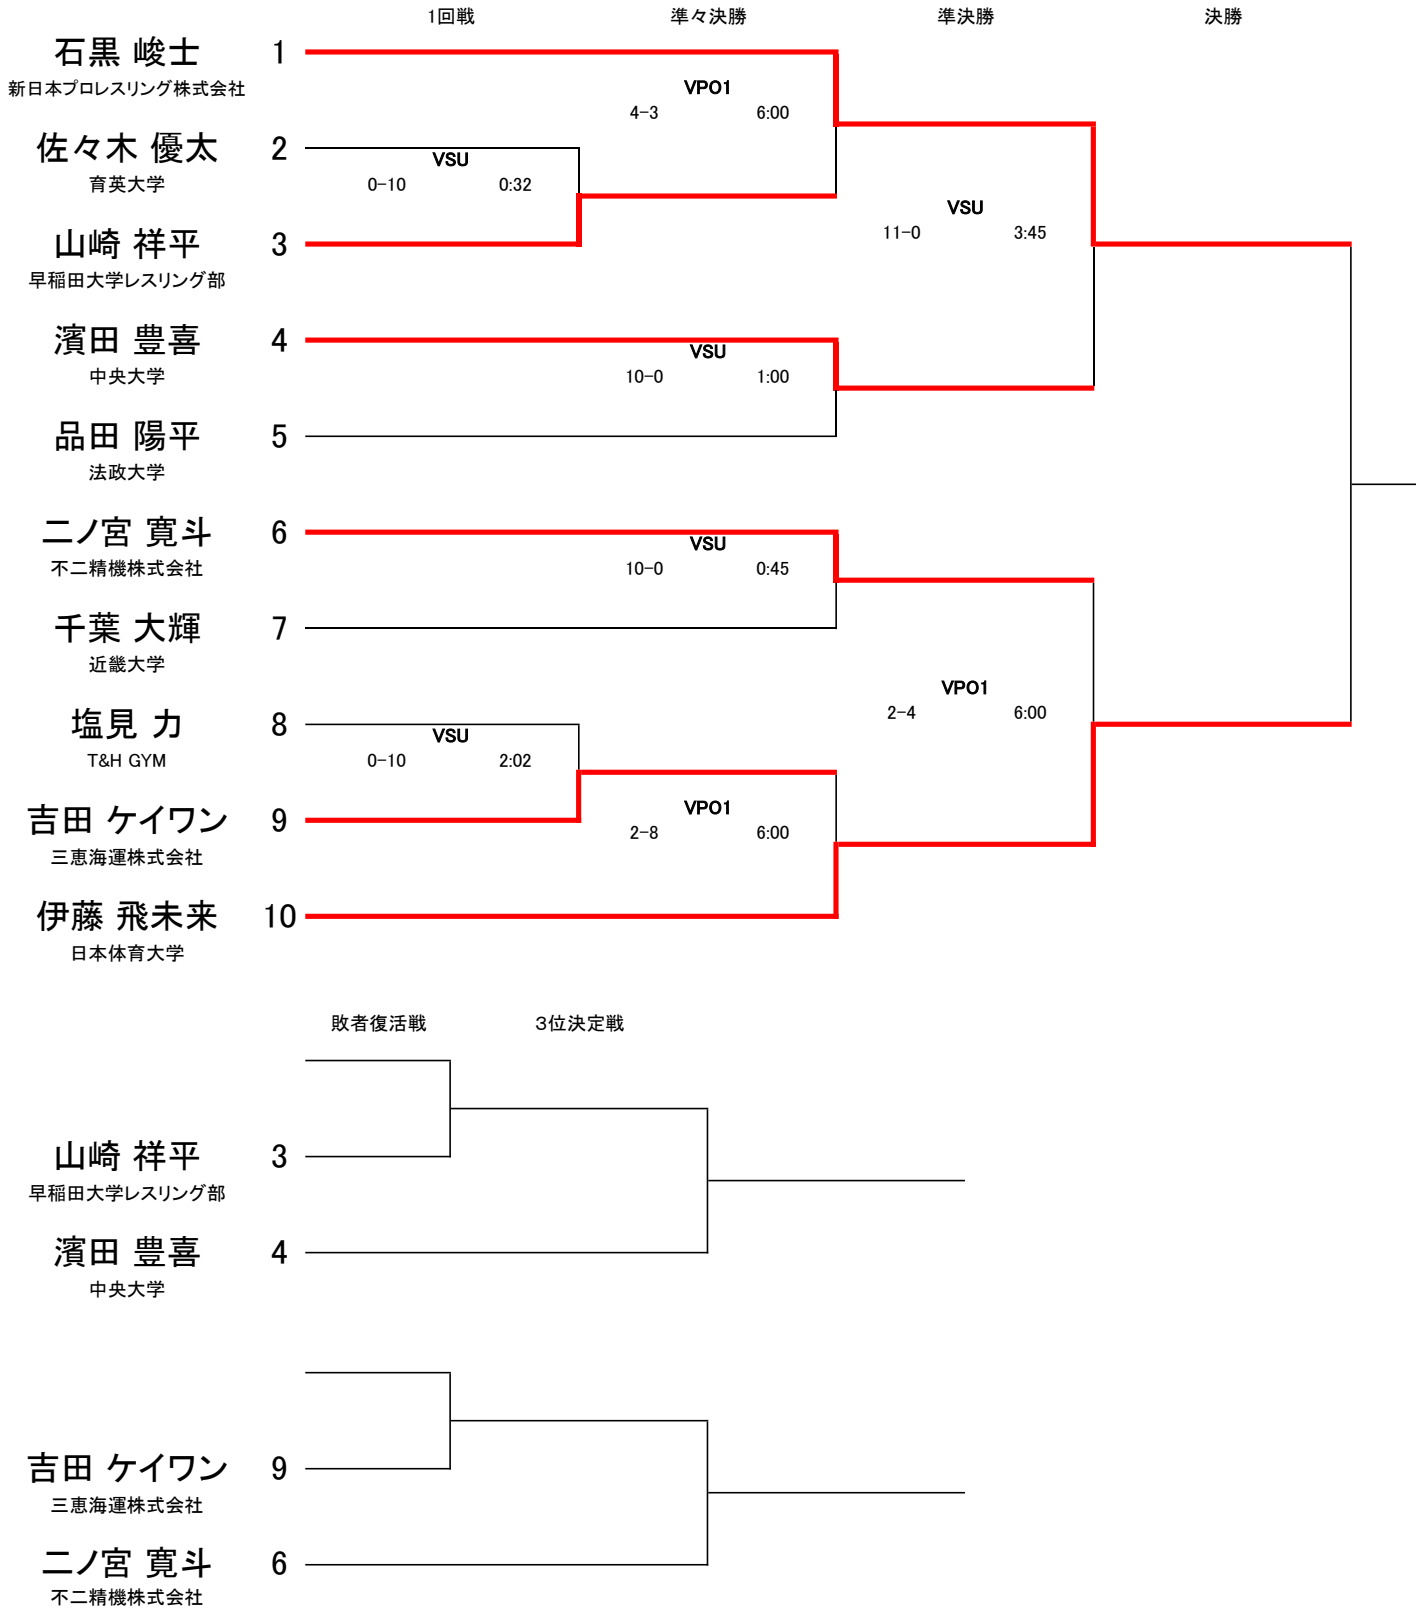 1回戦 準々決勝 準決勝 決勝
石黒 峻士 1
新日本プロレスリング株式会社
VPO1
4-3 6:00
佐々木 優太 2
育英大学
VSU
0-10 0:32
山崎 祥平 3
早稲田大学レスリング部
VSU
11-0 3:45
濱田 豊喜 4
中央大学
VSU
10-0 1:00
品田 陽平 5
法政大学
二ノ宮 寛斗 6
不二精機株式会社
VSU
10-0 0:45
千葉 大輝 7
近畿大学
VPO1
2-4 6:00
塩見 力 8
T&H GYM
VSU
0-10 2:02
吉田 ケイワン 9
三恵海運株式会社
VPO1
2-8 6:00
伊藤 飛未来 10
日本体育大学
敗者復活戦 3位決定戦
山崎 祥平 3
早稲田大学レスリング部
濱田 豊喜 4
中央大学
吉田 ケイワン 9
三恵海運株式会社
二ノ宮 寛斗 6
不二精機株式会社